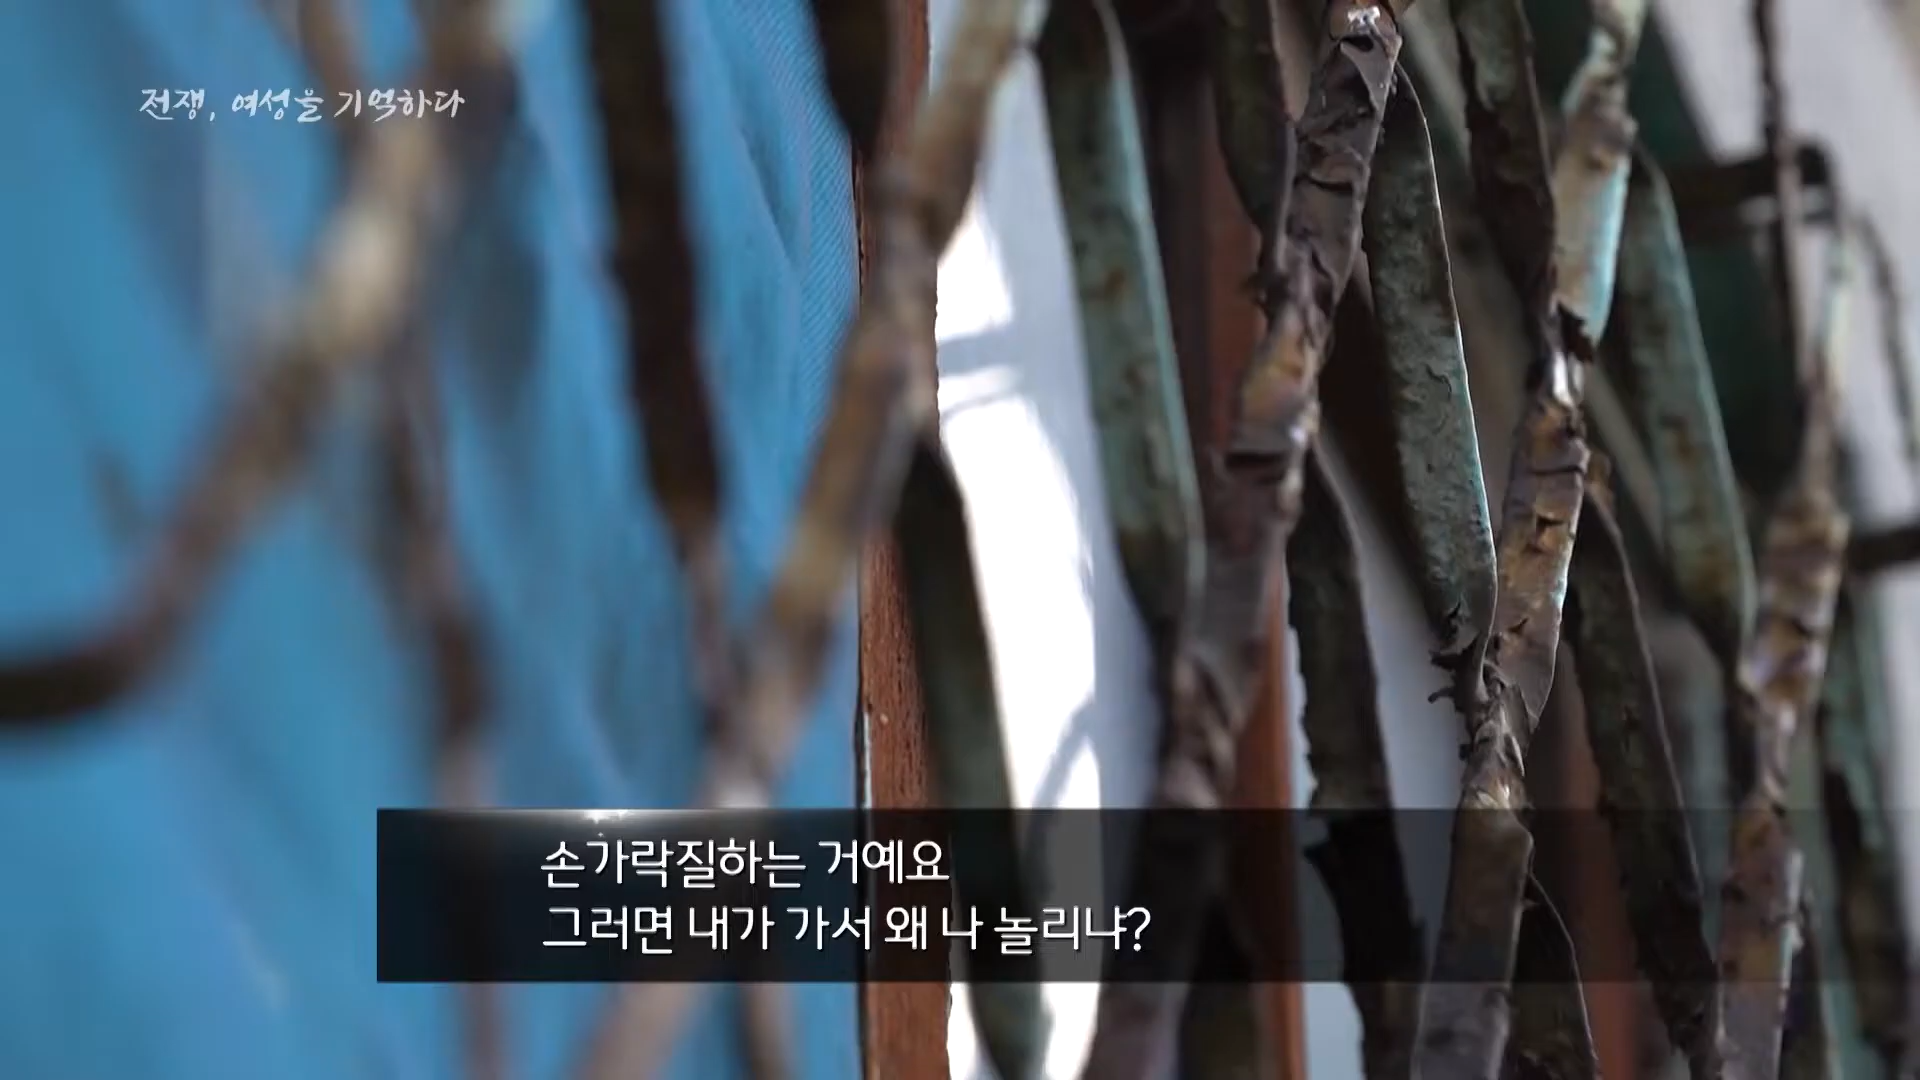 전쟁, 여성을 기억하다
손가락질하는 거예요
그러면 내가 가서 왜 나 놀리냐?